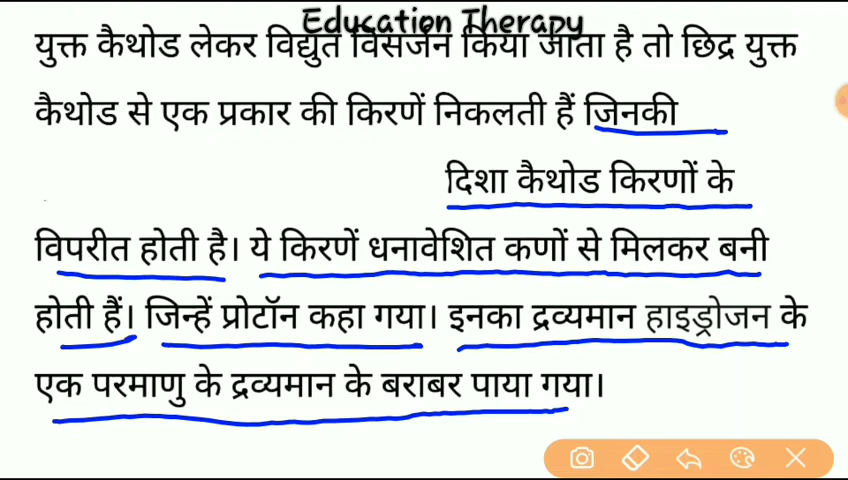 Education Therapy
युक्त कैथोड लेकर विद्युत विसर्जन किया जाता है तो छिद्र युक्त
कैथोड से एक प्रकार की किरणें निकलती हैं जिनकी
दिशा कैथोड किरणों के
विपरीत होती है। ये किरणें धनावेशित कणों से मिलकर बनी
होती हैं। जिन्हें प्रोटॉन कहा गया। इनका द्रव्यमान हाइड्रोजन के
एक परमाणु के द्रव्यमान के बराबर पाया गया।